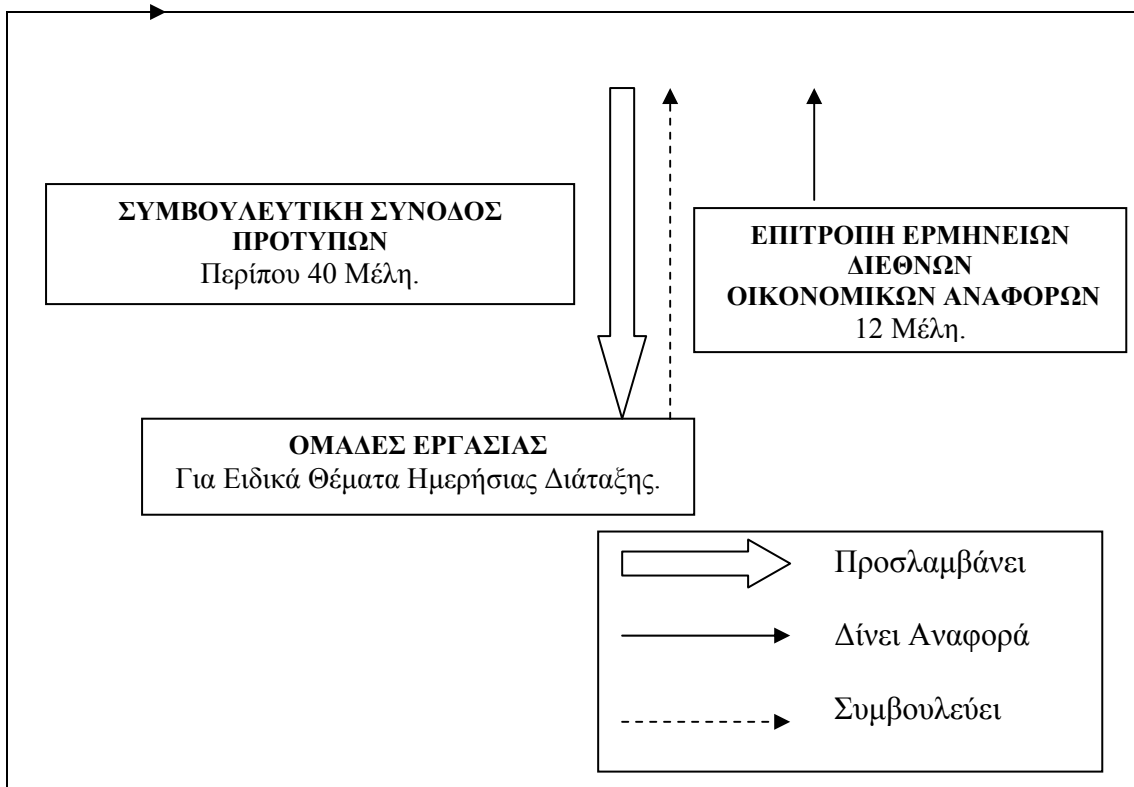 ΣΥΜΒΟΥΛΕΥΤΙΚΗ ΣΥΝΟΔΟΣ
ΠΡΟΤΥΠΩΝ
Περίπου 40 Μέλη.
ΕΠΙΤΡΟΠΗ ΕΡΜΗΝΕΙΩΝ
ΔΙΕΘΝΩΝ
ΟΙΚΟΝΟΜΙΚΩΝ ΑΝΑΦΟΡΩΝ
12 Μέλη.
ΟΜΑΔΕΣ ΕΡΓΑΣΙΑΣ
Για Ειδικά Θέματα Ημερήσιας Διάταξης.
Προσλαμβάνει
Δίνει Αναφορά
Συμβουλεύει